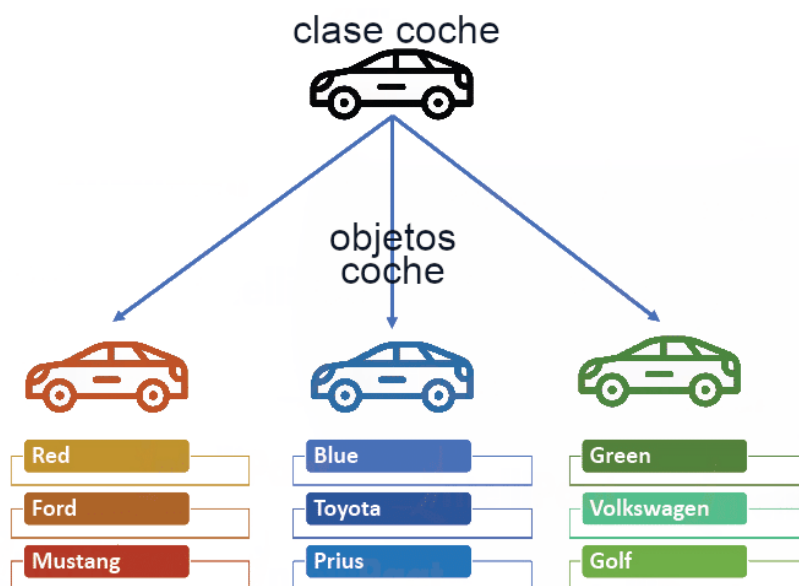 clase coche
objetos
coche
Red
Blue
Green
Ford
Toyota
Volkswagen
Mustang
Prius
Golf